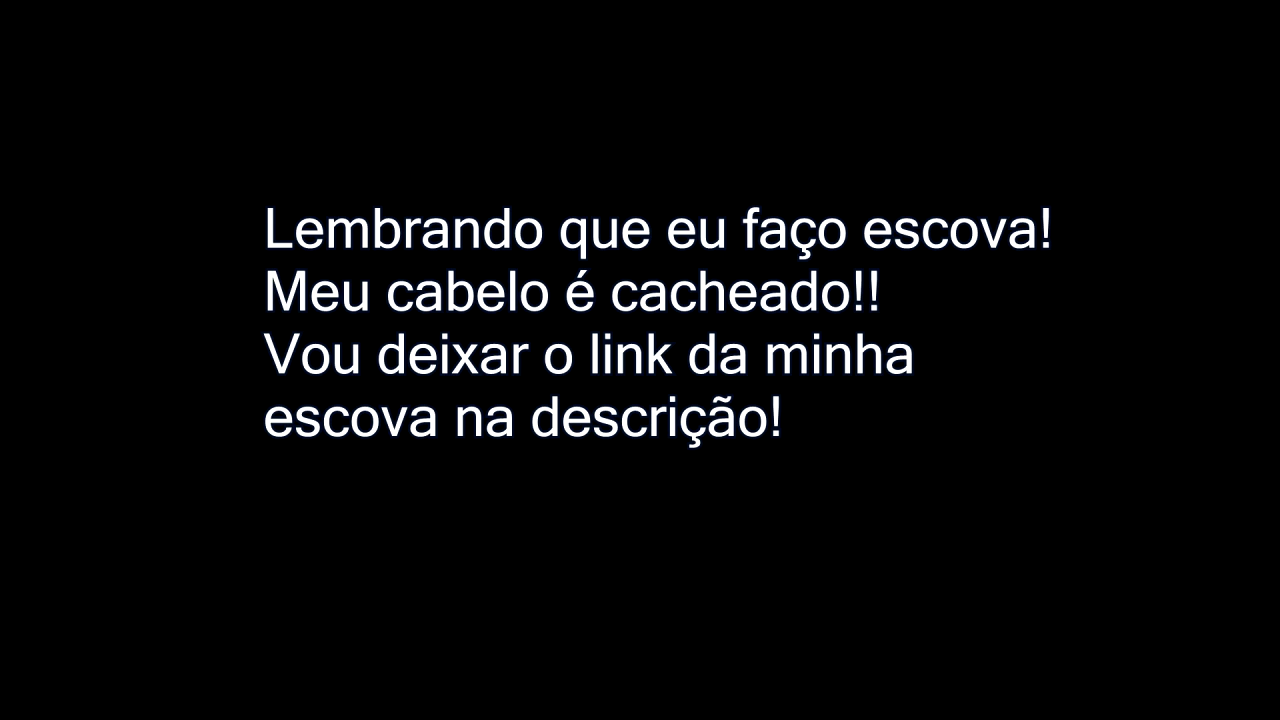 Lembrando que eu faço escova!
Meu cabelo é cacheado!!
Vou deixar o link da minha
escova na descrição!